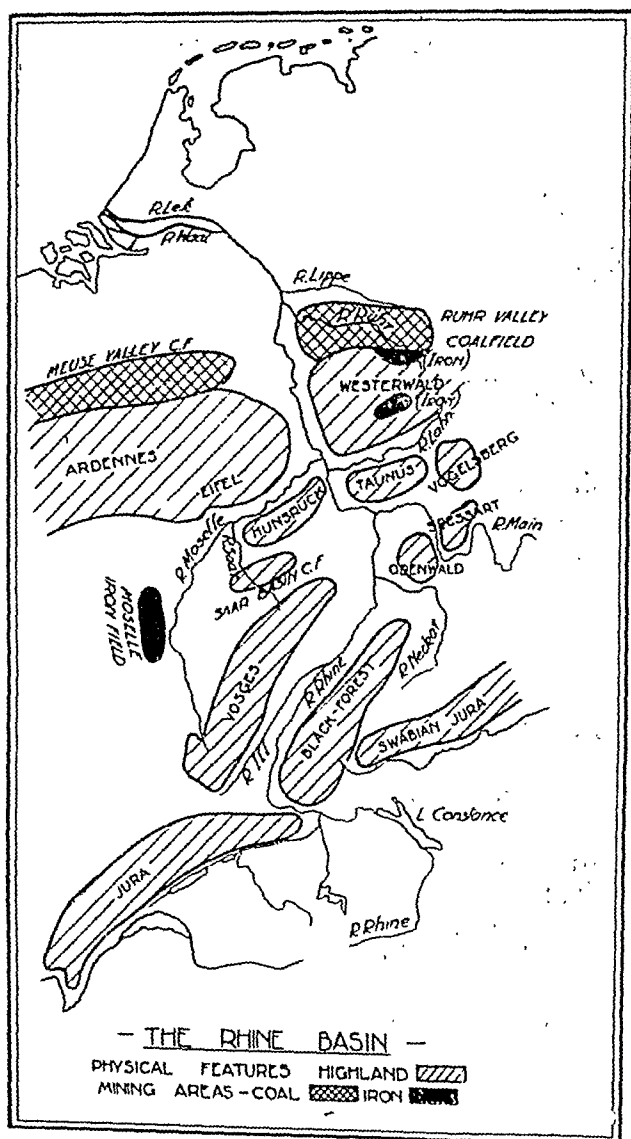 R.Lek
R.Waal
R.Lippe
R.Ruhr
RUHR VALLEY
COALFIELD
(IRON)
MEUSE VALLEY C.F
WESTERWALD
(IRON)
R.Lahn
ARDENNES
EIFEL
TAUNUS
VOGELSBERG
HUNSRUCK
SPESSART
R.Main
R.Moselle
R.Saar
ODENWALD
SAAR BASIN C.F
MOSELLE
IRON FIELD
R.Neckar
VOSGES
R.Rhine
BLACK-FOREST
SWABIAN JURA
R.Ill
L Constance
JURA
R.Rhine
- THE RHINE BASIN -
PHYSICAL FEATURES HIGHLAND
MINING AREAS-COAL IRON